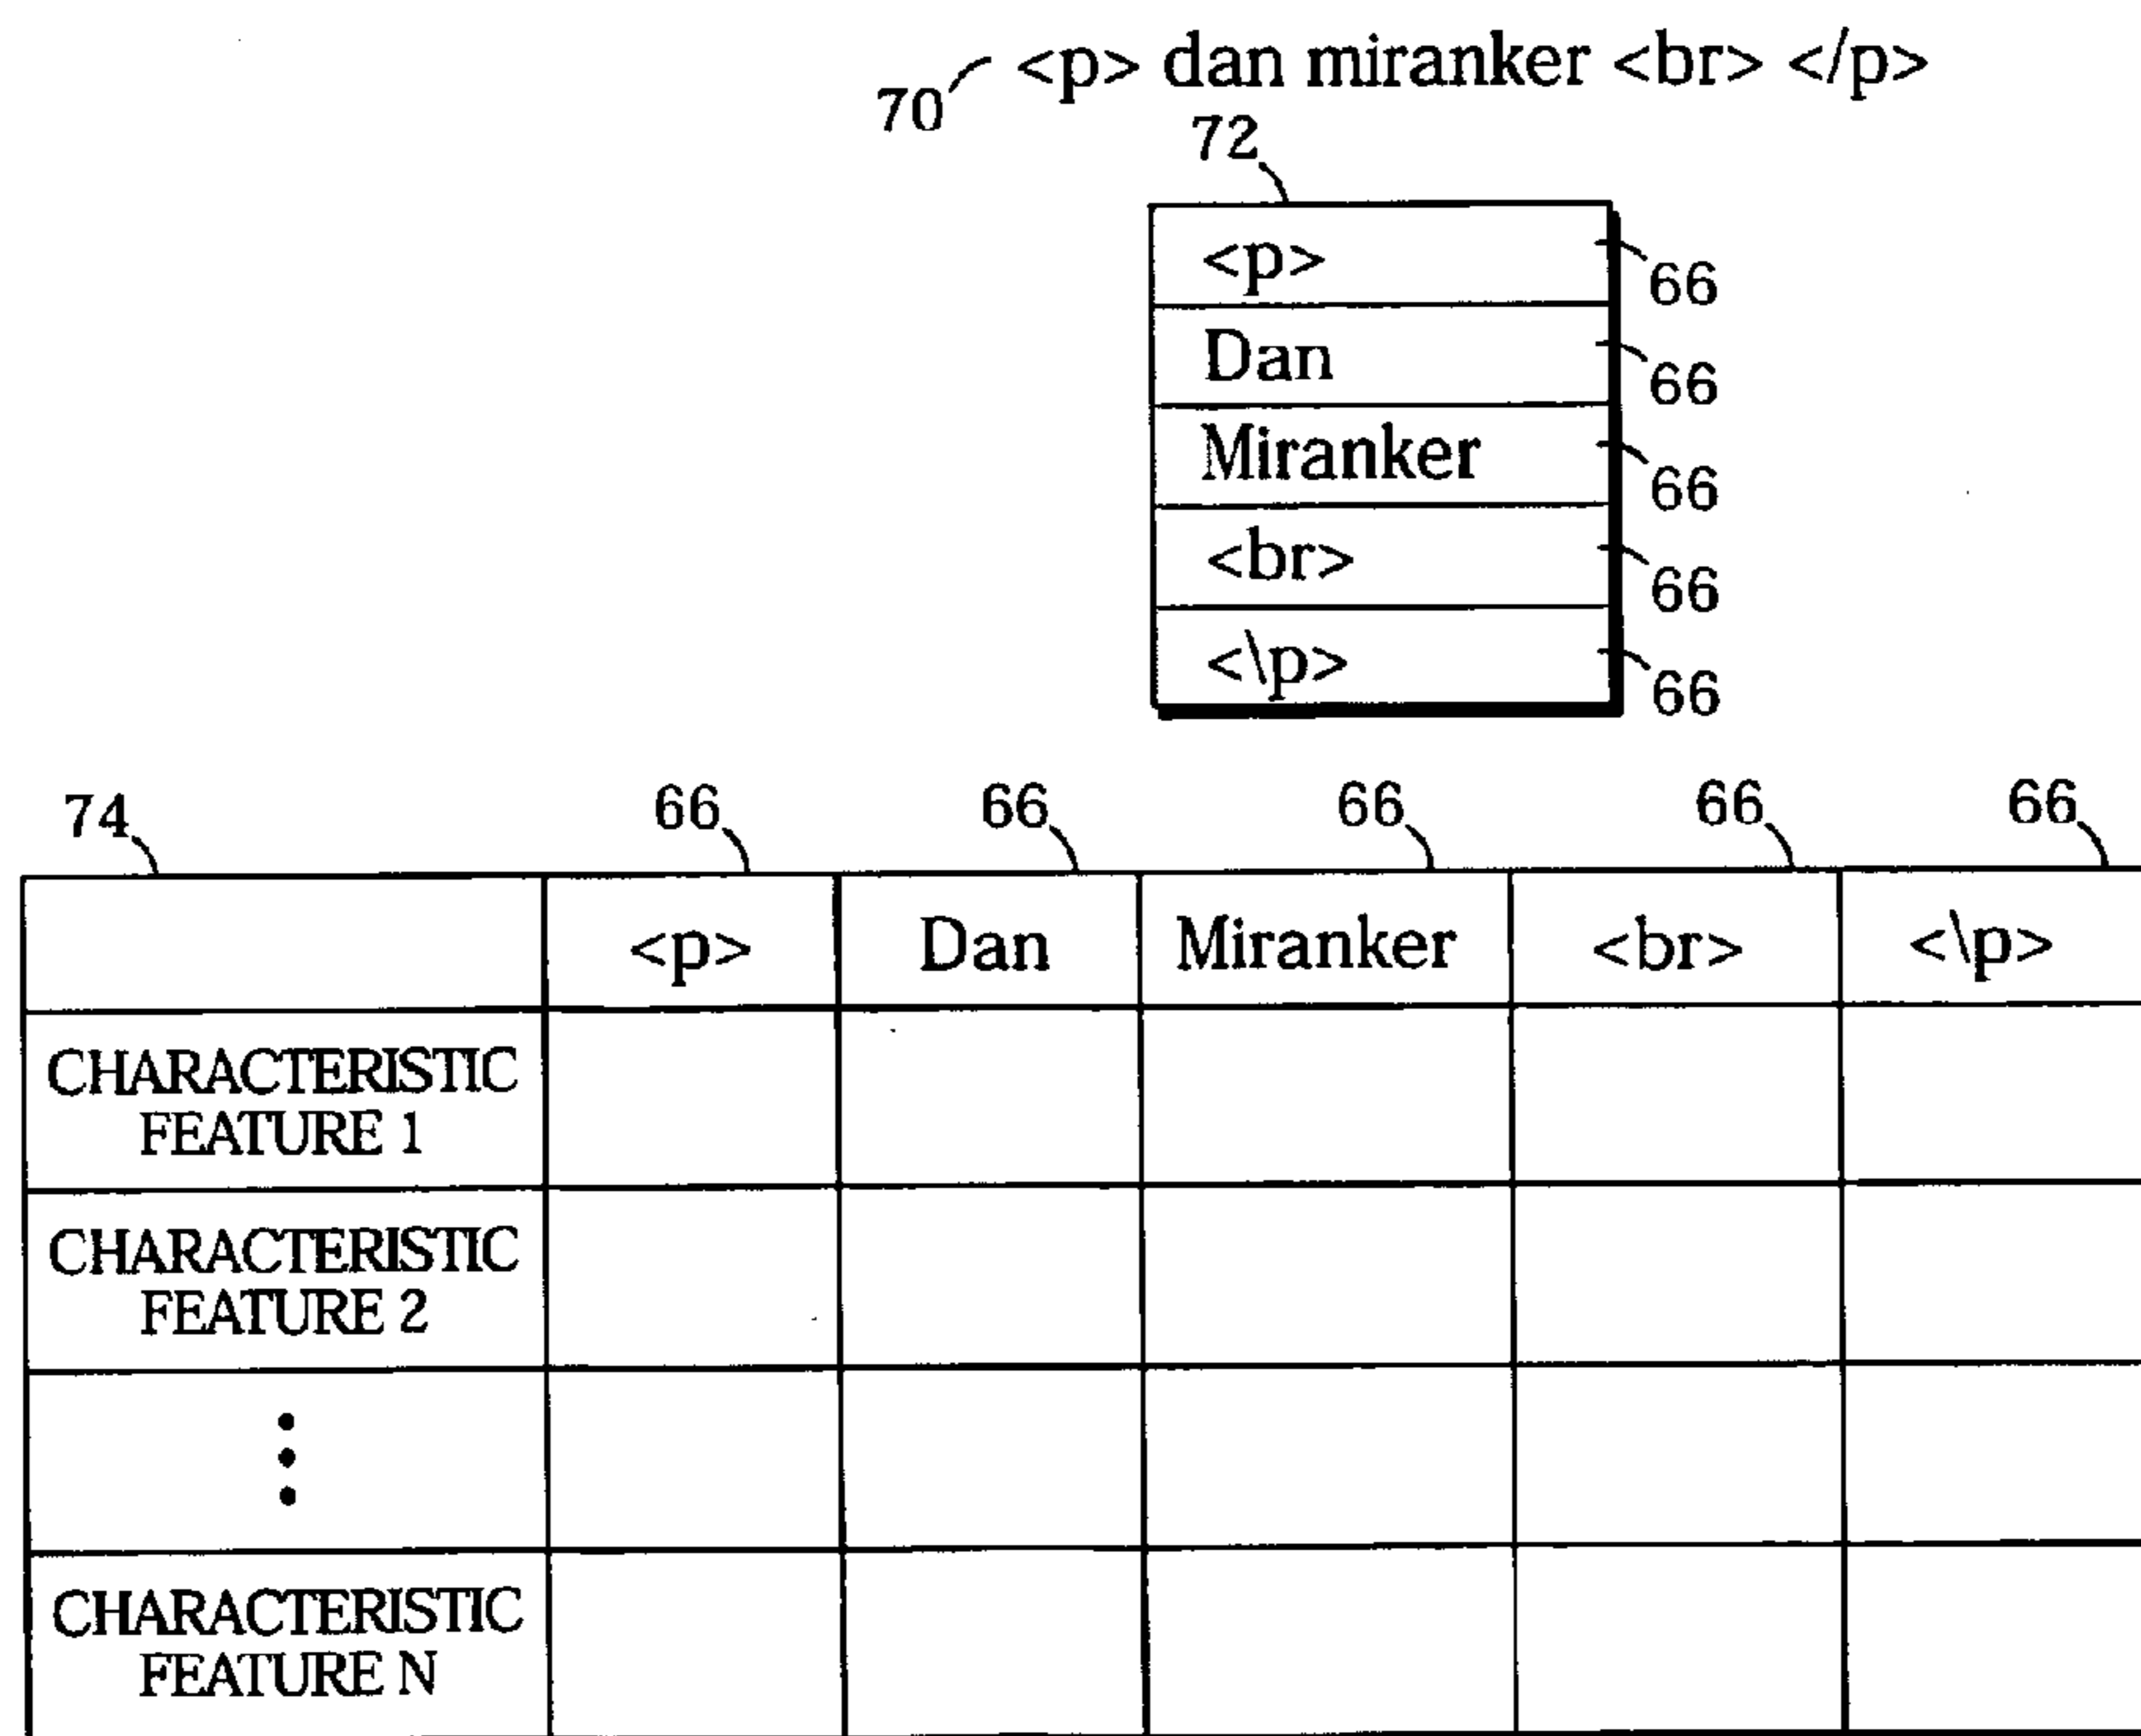 70 <p> dan miranker <br> </p>
72
<p> 66
Dan 66
Miranker 66
<br> 66
<\p> 66
74 66 66 66 66 66
<p> Dan Miranker <br> <\p>
CHARACTERISTIC
FEATURE 1
CHARACTERISTIC
FEATURE 2
CHARACTERISTIC
FEATURE N